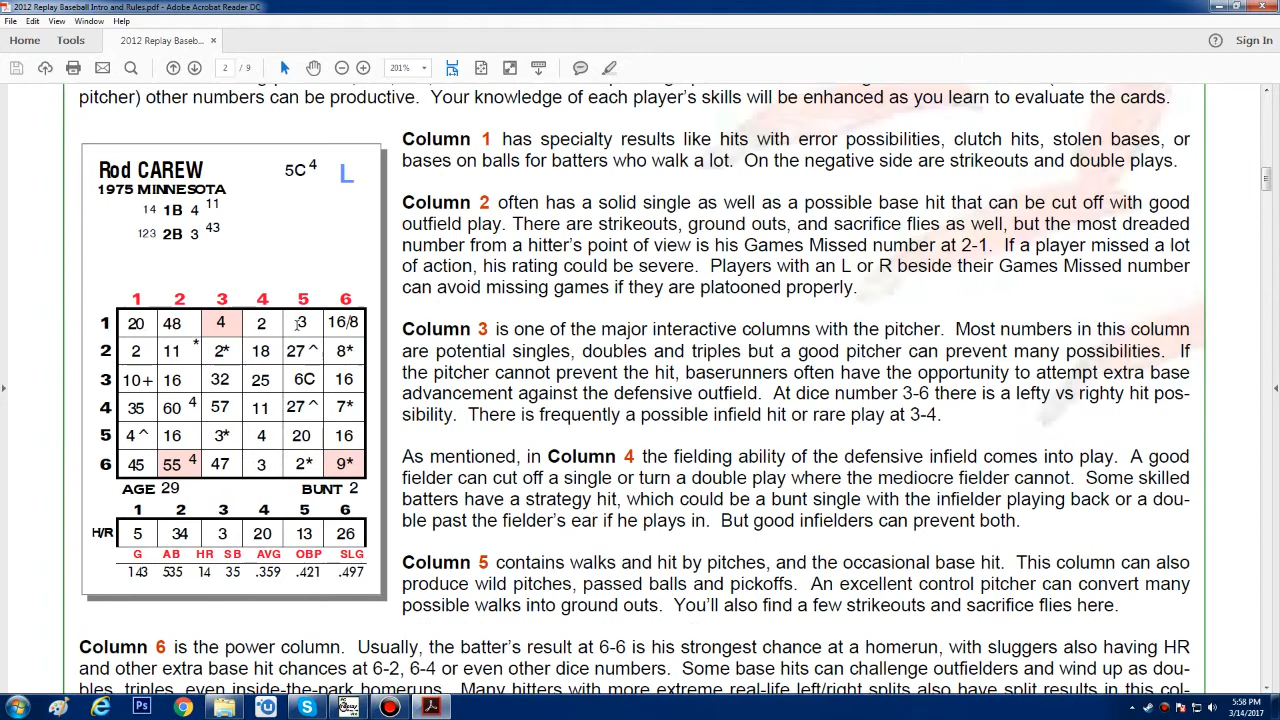 2012 Replay Baseball Intro and Rules.pdf - Adobe Acrobat Reader DC
File Edit View Window Help
Home Tools 2012 Replay Baseb... × Sign In
2 / 9 201%
pitcher) other numbers can be productive. Your knowledge of each player's skills will be enhanced as you learn to evaluate the cards.
Rod CAREW 5C 4 L
1975 MINNESOTA
14 1B 4 11
123 2B 3 43
1 2 3 4 5 6
1 20 48 4 2 3 16/8
2 2 11 * 2* 18 27^ 8*
3 10+ 16 32 25 6C 16
4 35 60 4 57 11 27^ 7*
5 4^ 16 3* 4 20 16
6 45 55 4 47 3 2* 9*
AGE 29 BUNT 2
1 2 3 4 5 6
H/R 5 34 3 20 13 26
G AB HR SB AVG OBP SLG
143 535 14 35 .359 .421 .497
Column 1 has specialty results like hits with error possibilities, clutch hits, stolen bases, or
bases on balls for batters who walk a lot. On the negative side are strikeouts and double plays.
Column 2 often has a solid single as well as a possible base hit that can be cut off with good
outfield play. There are strikeouts, ground outs, and sacrifice flies as well, but the most dreaded
number from a hitter's point of view is his Games Missed number at 2-1. If a player missed a lot
of action, his rating could be severe. Players with an L or R beside their Games Missed number
can avoid missing games if they are platooned properly.
Column 3 is one of the major interactive columns with the pitcher. Most numbers in this column
are potential singles, doubles and triples but a good pitcher can prevent many possibilities. If
the pitcher cannot prevent the hit, baserunners often have the opportunity to attempt extra base
advancement against the defensive outfield. At dice number 3-6 there is a lefty vs righty hit pos-
sibility. There is frequently a possible infield hit or rare play at 3-4.
As mentioned, in Column 4 the fielding ability of the defensive infield comes into play. A good
fielder can cut off a single or turn a double play where the mediocre fielder cannot. Some skilled
batters have a strategy hit, which could be a bunt single with the infielder playing back or a dou-
ble past the fielder's ear if he plays in. But good infielders can prevent both.
Column 5 contains walks and hit by pitches, and the occasional base hit. This column can also
produce wild pitches, passed balls and pickoffs. An excellent control pitcher can convert many
possible walks into ground outs. You'll also find a few strikeouts and sacrifice flies here.
Column 6 is the power column. Usually, the batter's result at 6-6 is his strongest chance at a homerun, with sluggers also having HR
and other extra base hit chances at 6-2, 6-4 or even other dice numbers. Some base hits can challenge outfielders and wind up as dou-
bles, triples, even inside-the-park homeruns. Many hitters with more extreme real-life left/right splits also have split results in this col-
Ps
5:58 PM
3/14/2017